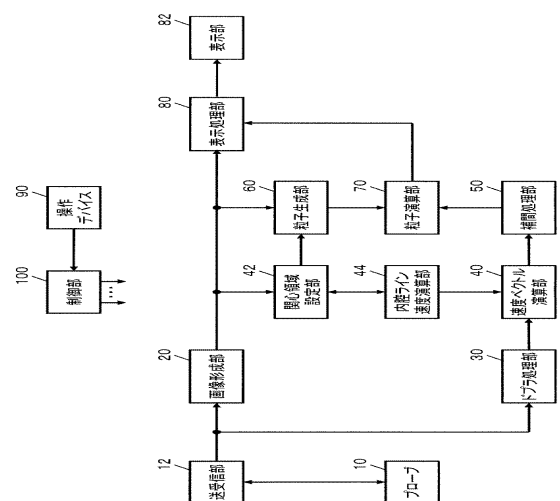 10
プローブ
12
送受信部
20
画像形成部
30
ドプラ処理部
42
関心領域
設定部
44
内腔ライン
速度演算部
40
速度ベクトル
演算部
60
粒子生成部
70
粒子演算部
50
補間処理部
80
表示処理部
82
表示部
90
操作
デバイス
100
制御部